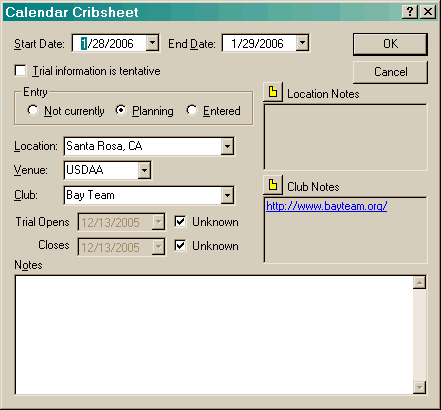 Calendar Cribsheet
Start Date: 1/28/2006 End Date: 1/29/2006 OK
Trial information is tentative Cancel
Entry
Not currently Planning Entered
Location Notes
Location: Santa Rosa, CA
Venue: USDAA
Club: Bay Team
Club Notes
http://www.bayteam.org/
Trial Opens 12/13/2005 Unknown
Closes 12/13/2005 Unknown
Notes